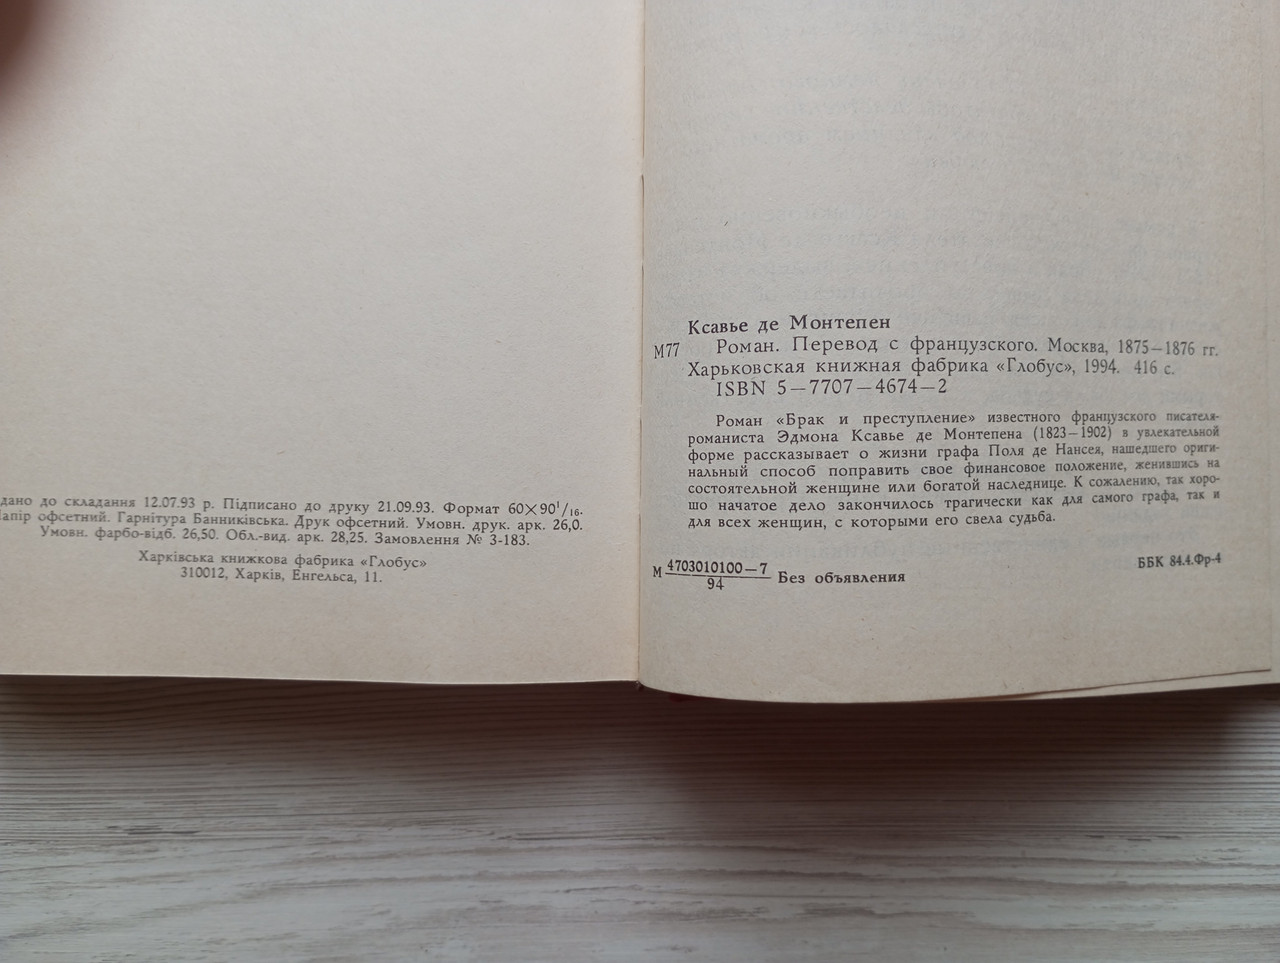 дано до складання 12.07.93 р. Підписано до друку 21.09.93. Формат 60×90¹/₁₆.
апір офсетний. Гарнітура Банниківська. Друк офсетний. Умовн. друк. арк. 26,0.
Умовн. фарбо-відб. 26,50. Обл.-вид. арк. 28,25. Замовлення № 3-183.
Харківська книжкова фабрика «Глобус»
310012, Харків, Енгельса, 11.
Ксавье де Монтепен
М77 Роман. Перевод с французского. Москва, 1875—1876 гг.
Харьковская книжная фабрика «Глобус», 1994. 416 с.
ISBN 5—7707—4674—2
Роман «Брак и преступление» известного французского писателя-
романиста Эдмона Ксавье де Монтепена (1823—1902) в увлекательной
форме рассказывает о жизни графа Поля де Нансея, нашедшего ориги-
нальный способ поправить свое финансовое положение, женившись на
состоятельной женщине или богатой наследнице. К сожалению, так хоро-
шо начатое дело закончилось трагически как для самого графа, так и
для всех женщин, с которыми его свела судьба.
М 4703010100—7
94
Без объявления
ББК 84.4.Фр-4